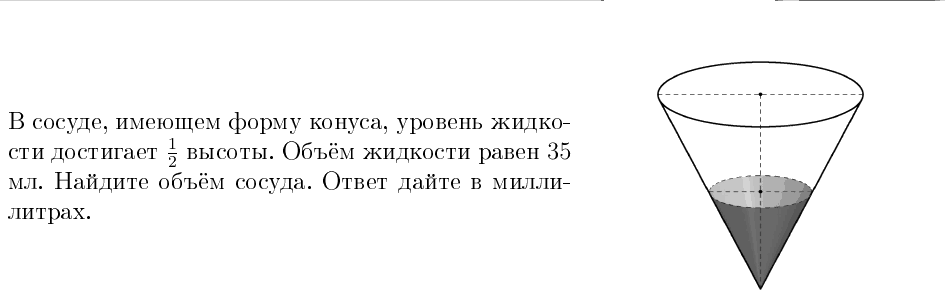 В сосуде, имеющем форму конуса, уровень жидко-
сти достигает 1/2 высоты. Объём жидкости равен 35
мл. Найдите объём сосуда. Ответ дайте в милли-
литрах.